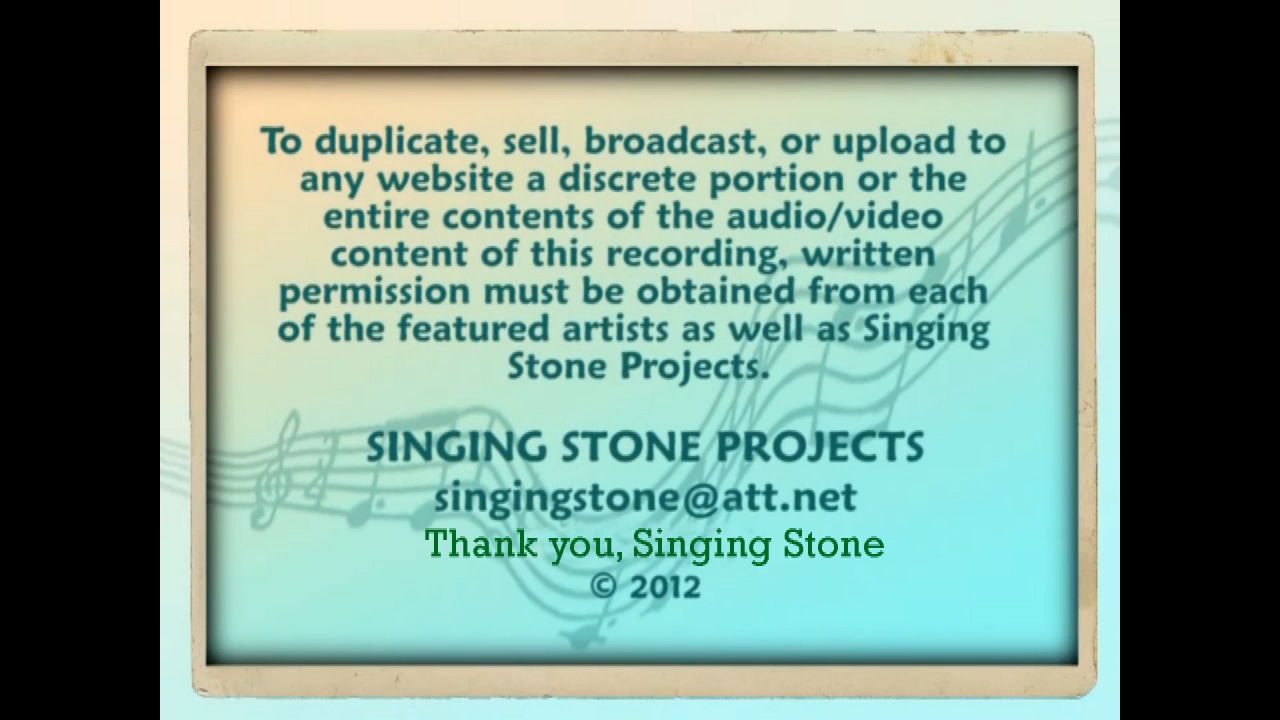 To duplicate, sell, broadcast, or upload to
any website a discrete portion or the
entire contents of the audio/video
content of this recording, written
permission must be obtained from each
of the featured artists as well as Singing
Stone Projects.
SINGING STONE PROJECTS
singingstone@att.net
Thank you, Singing Stone
© 2012